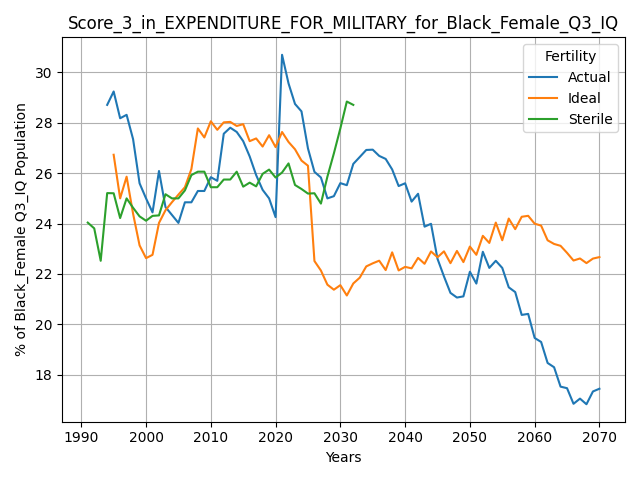 Score_3_in_EXPENDITURE_FOR_MILITARY_for_Black_Female_Q3_IQ
% of Black_Female Q3_IQ Population
30
28
26
24
22
20
18
Fertility
Actual
Ideal
Sterile
1990 2000 2010 2020 2030 2040 2050 2060 2070
Years